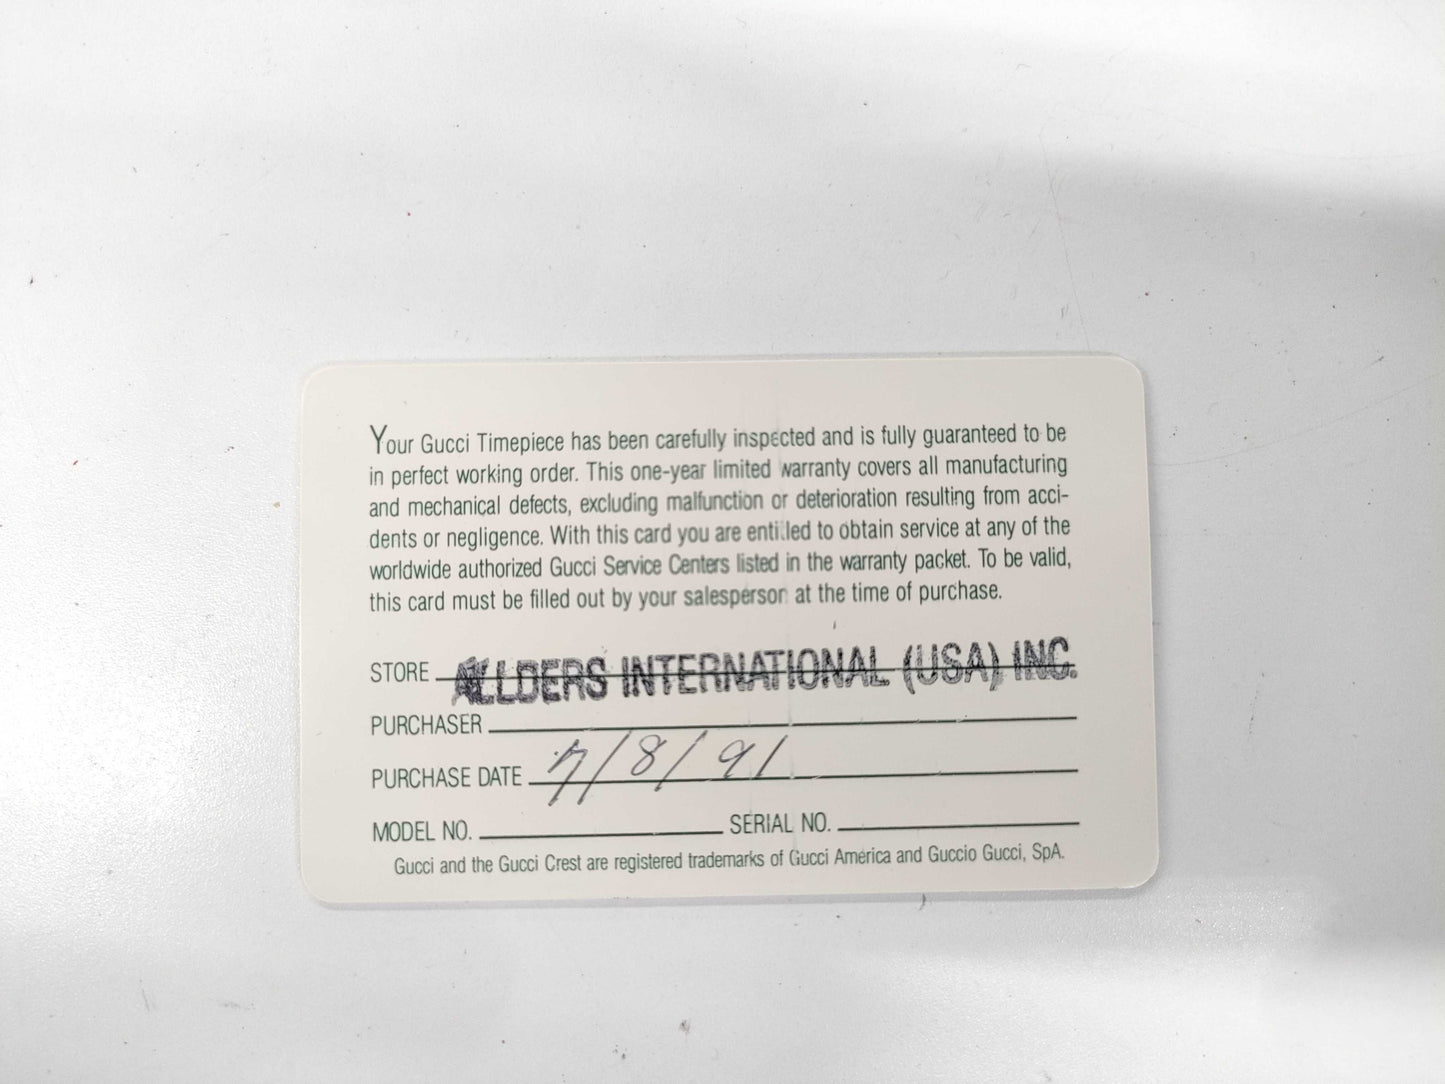 Your Gucci Timepiece has been carefully inspected and is fully guaranteed to be
in perfect working order. This one-year limited warranty covers all manufacturing
and mechanical defects, excluding malfunction or deterioration resulting from acci-
dents or negligence. With this card you are entitled to obtain service at any of the
worldwide authorized Gucci Service Centers listed in the warranty packet. To be valid,
this card must be filled out by your salesperson at the time of purchase.
STORE ALLDERS INTERNATIONAL (USA) INC.
PURCHASER
PURCHASE DATE 7/8/91
MODEL NO. SERIAL NO.
Gucci and the Gucci Crest are registered trademarks of Gucci America and Guccio Gucci, SpA.